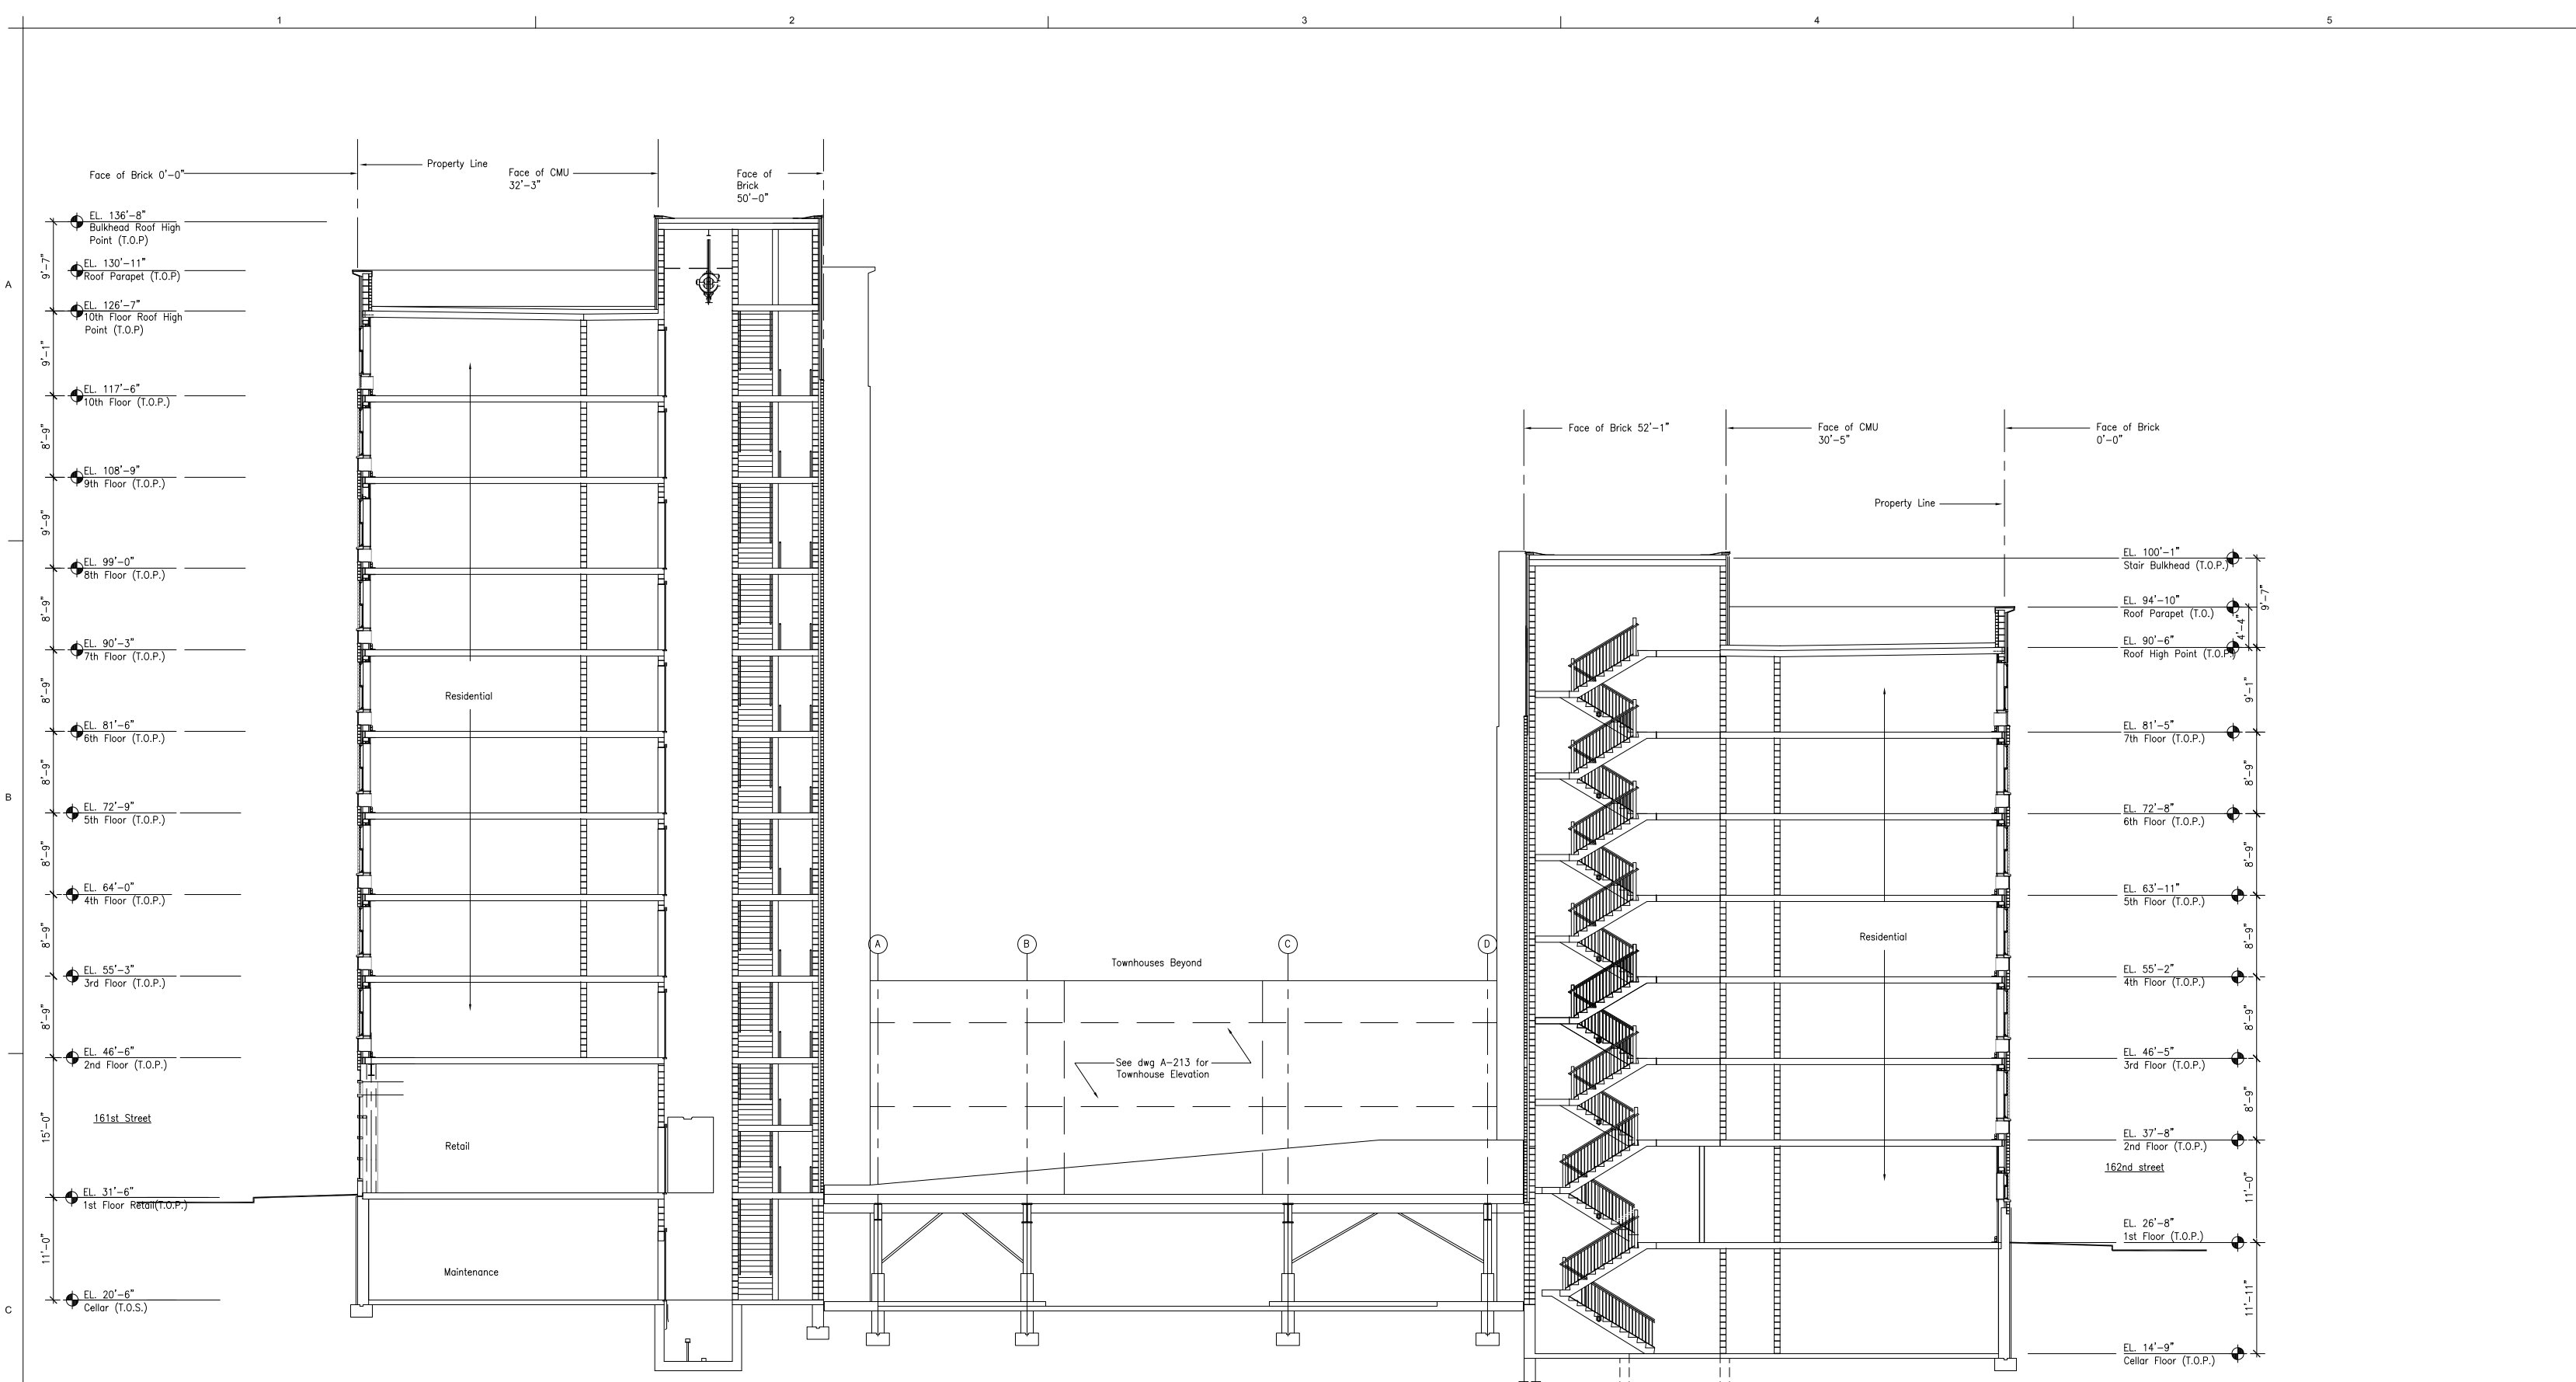 1
2
3
4
5
A
B
C
Face of Brick 0'-0"
Property Line
Face of CMU
32'-3"
Face of
Brick
50'-0"
EL. 136'-8"
Bulkhead Roof High
Point (T.O.P)
9'-7"
EL. 130'-11"
Roof Parapet (T.O.P)
EL. 126'-7"
10th Floor Roof High
Point (T.O.P)
9'-1"
EL. 117'-6"
10th Floor (T.O.P.)
8'-9"
EL. 108'-9"
9th Floor (T.O.P.)
9'-9"
EL. 99'-0"
8th Floor (T.O.P.)
8'-9"
EL. 90'-3"
7th Floor (T.O.P.)
8'-9"
EL. 81'-6"
6th Floor (T.O.P.)
8'-9"
EL. 72'-9"
5th Floor (T.O.P.)
8'-9"
EL. 64'-0"
4th Floor (T.O.P.)
8'-9"
EL. 55'-3"
3rd Floor (T.O.P.)
8'-9"
EL. 46'-6"
2nd Floor (T.O.P.)
161st Street
15'-0"
EL. 31'-6"
1st Floor Retail(T.O.P.)
11'-0"
EL. 20'-6"
Cellar (T.O.S.)
Residential
Retail
Maintenance
A
B
C
D
Townhouses Beyond
See dwg A-213 for
Townhouse Elevation
Face of Brick 52'-1"
Face of CMU
30'-5"
Face of Brick
0'-0"
Property Line
Residential
EL. 100'-1"
Stair Bulkhead (T.O.P.)
9'-7"
EL. 94'-10"
Roof Parapet (T.O.)
4'-4"
EL. 90'-6"
Roof High Point (T.O.P.)
9'-1"
EL. 81'-5"
7th Floor (T.O.P.)
8'-9"
EL. 72'-8"
6th Floor (T.O.P.)
8'-9"
EL. 63'-11"
5th Floor (T.O.P.)
8'-9"
EL. 55'-2"
4th Floor (T.O.P.)
8'-9"
EL. 46'-5"
3rd Floor (T.O.P.)
8'-9"
EL. 37'-8"
2nd Floor (T.O.P.)
162nd street
11'-0"
EL. 26'-8"
1st Floor (T.O.P.)
11'-11"
EL. 14'-9"
Cellar Floor (T.O.P.)